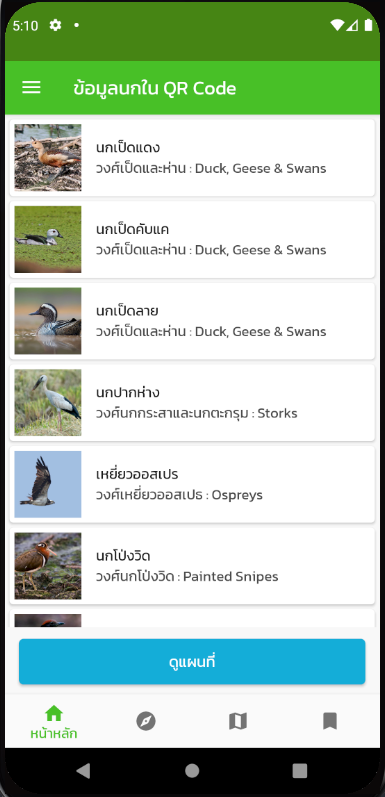 5:10
ข้อมูลนกใน QR Code
นกเป็ดแดง
วงศ์เป็ดและห่าน : Duck, Geese & Swans
นกเป็ดคับแค
วงศ์เป็ดและห่าน : Duck, Geese & Swans
นกเป็ดลาย
วงศ์เป็ดและห่าน : Duck, Geese & Swans
นกปากห่าง
วงศ์นกกระสาและนกตะกรุม : Storks
เหยี่ยวออสเปร
วงศ์เหยี่ยวออสเปร : Ospreys
นกโป่งวิด
วงศ์นกโป่งวิด : Painted Snipes
ดูแผนที่
หน้าหลัก